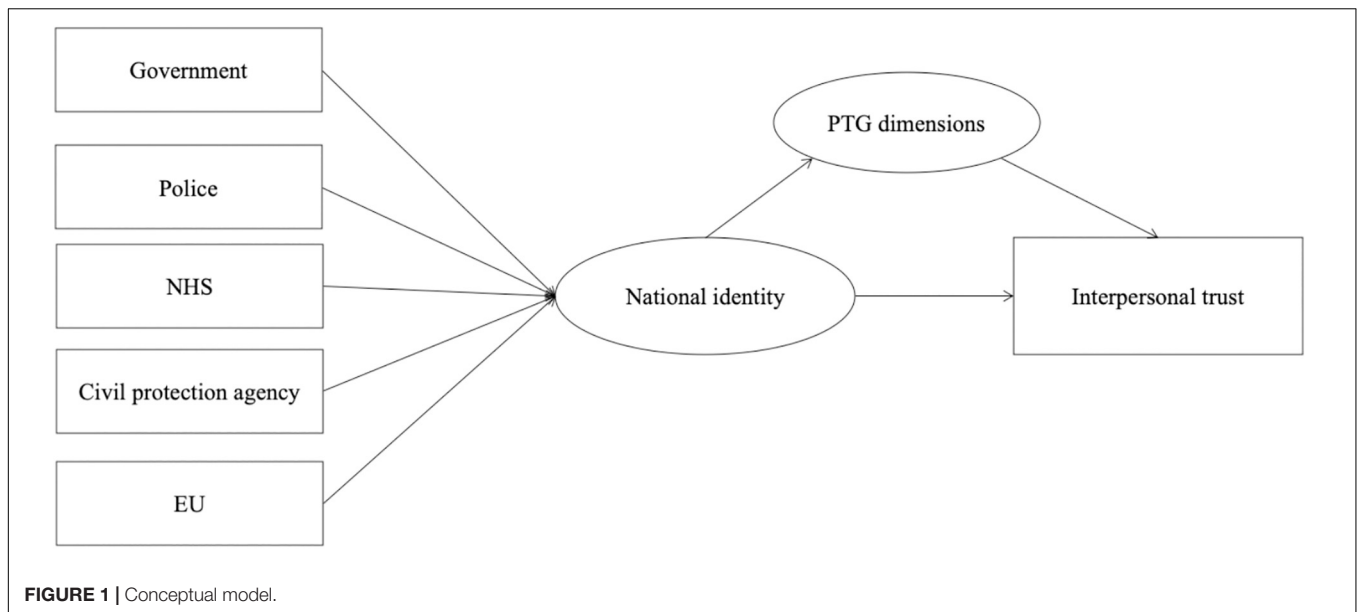 Government
Police
NHS
Civil protection agency
EU
National identity
PTG dimensions
Interpersonal trust
FIGURE 1 | Conceptual model.